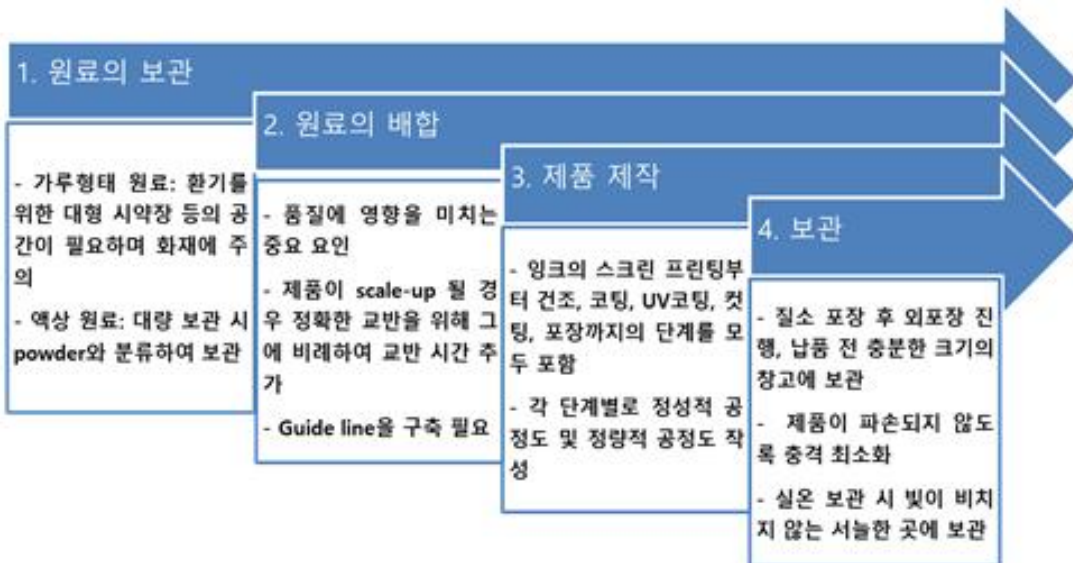 1. 원료의 보관
- 가루형태 원료: 환기를
위한 대형 시약장 등의 공
간이 필요하며 화재에 주
의
- 액상 원료: 대량 보관 시
powder와 분류하여 보관
2. 원료의 배합
- 품질에 영향을 미치는
중요 요인
- 제품이 scale-up 될 경
우 정확한 교반을 위해 그
에 비례하여 교반 시간 추
가
- Guide line을 구축 필요
3. 제품 제작
- 잉크의 스크린 프린팅부
터 건조, 코팅, UV코팅, 컷
팅, 포장까지의 단계를 모
두 포함
- 각 단계별로 정성적 공
정도 및 정량적 공정도 작
성
4. 보관
- 질소 포장 후 외포장 진
행, 납품 전 충분한 크기의
창고에 보관
- 제품이 파손되지 않도
록 충격 최소화
- 실온 보관 시 빛이 비치
지 않는 서늘한 곳에 보관